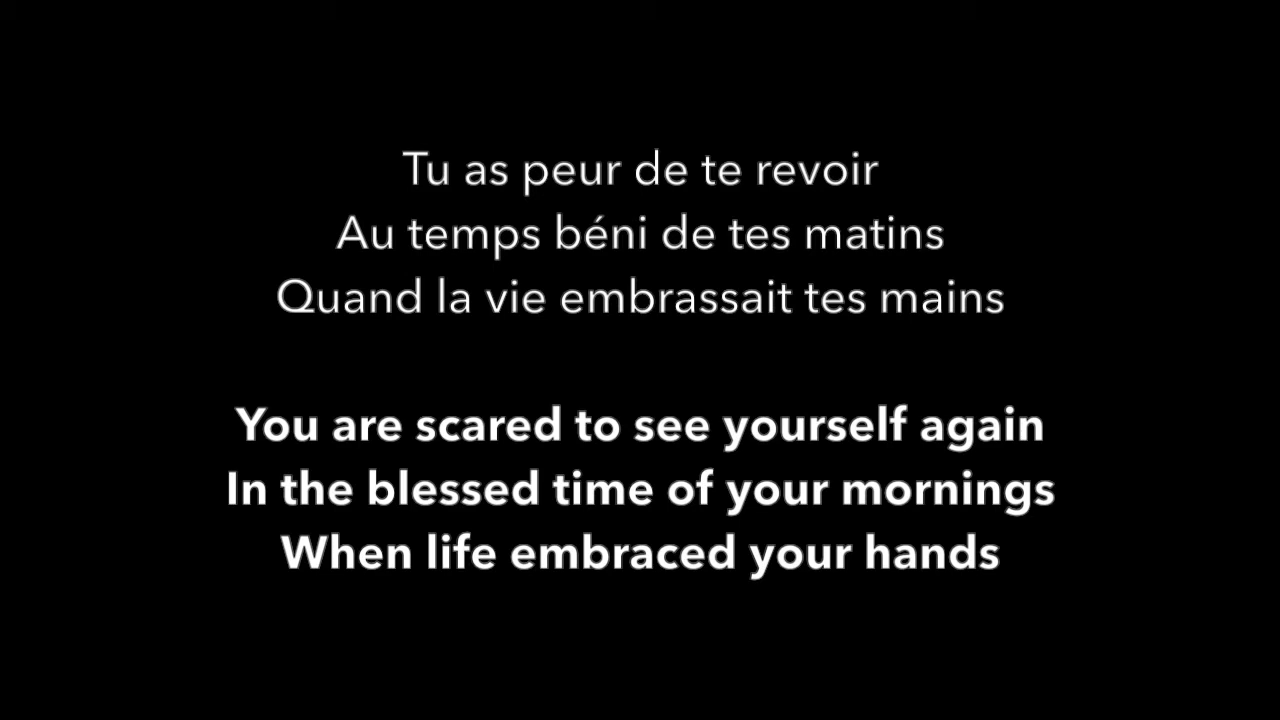 Tu as peur de te revoir
Au temps béni de tes matins
Quand la vie embrassait tes mains
You are scared to see yourself again
In the blessed time of your mornings
When life embraced your hands